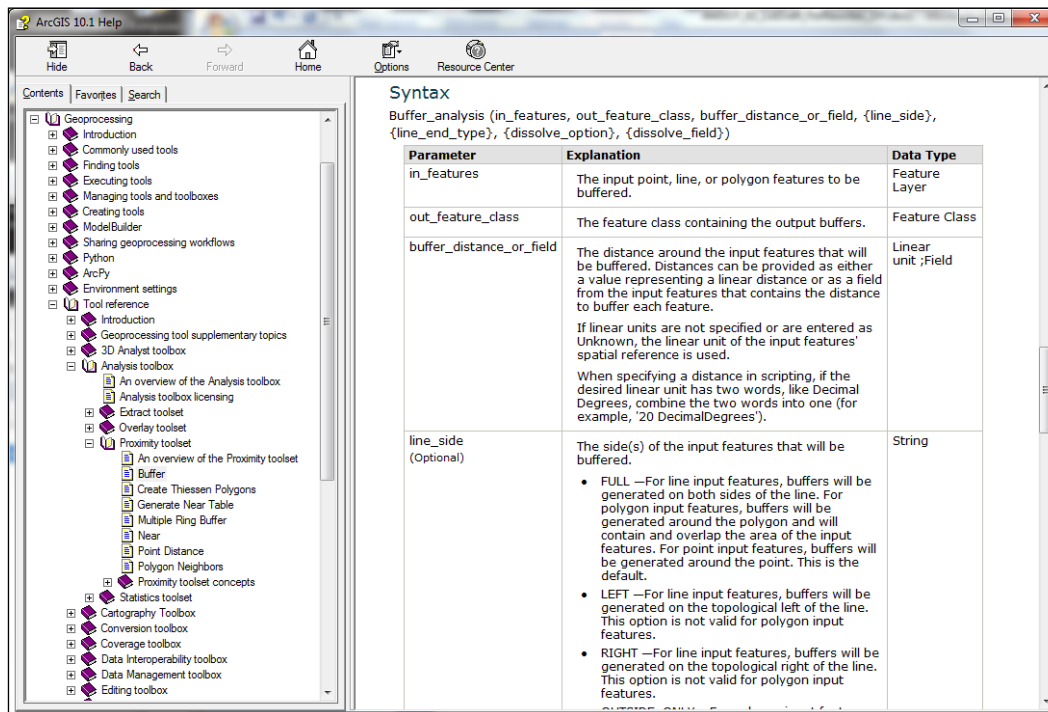 ArcGIS 10.1 Help
Hide
Back
Forward
Home
Options
Resource Center
Contents
Favorites
Search
Geoprocessing
Introduction
Commonly used tools
Finding tools
Executing tools
Managing tools and toolboxes
Creating tools
ModelBuilder
Sharing geoprocessing workflows
Python
ArcPy
Environment settings
Tool reference
Introduction
Geoprocessing tool supplementary topics
3D Analyst toolbox
Analysis toolbox
An overview of the Analysis toolbox
Analysis toolbox licensing
Extract toolset
Overlay toolset
Proximity toolset
An overview of the Proximity toolset
Buffer
Create Thiessen Polygons
Generate Near Table
Multiple Ring Buffer
Near
Point Distance
Polygon Neighbors
Proximity toolset concepts
Statistics toolset
Cartography Toolbox
Conversion toolbox
Coverage toolbox
Data Interoperability toolbox
Data Management toolbox
Editing toolbox
Syntax
Buffer_analysis (in_features, out_feature_class, buffer_distance_or_field, {line_side},
{line_end_type}, {dissolve_option}, {dissolve_field})
Parameter Explanation Data Type
in_features
The input point, line, or polygon features to be
buffered.
Feature
Layer
out_feature_class
The feature class containing the output buffers.
Feature Class
buffer_distance_or_field
The distance around the input features that will
be buffered. Distances can be provided as either
a value representing a linear distance or as a field
from the input features that contains the distance
to buffer each feature.
If linear units are not specified or are entered as
Unknown, the linear unit of the input features'
spatial reference is used.
When specifying a distance in scripting, if the
desired linear unit has two words, like Decimal
Degrees, combine the two words into one (for
example, '20 DecimalDegrees').
Linear
unit ;Field
line_side
(Optional)
The side(s) of the input features that will be
buffered.
• FULL —For line input features, buffers will be
generated on both sides of the line. For
polygon input features, buffers will be
generated around the polygon and will
contain and overlap the area of the input
features. For point input features, buffers will
be generated around the point. This is the
default.
• LEFT —For line input features, buffers will be
generated on the topological left of the line.
This option is not valid for polygon input
features.
• RIGHT —For line input features, buffers will be
generated on the topological right of the line.
This option is not valid for polygon input
features.
String